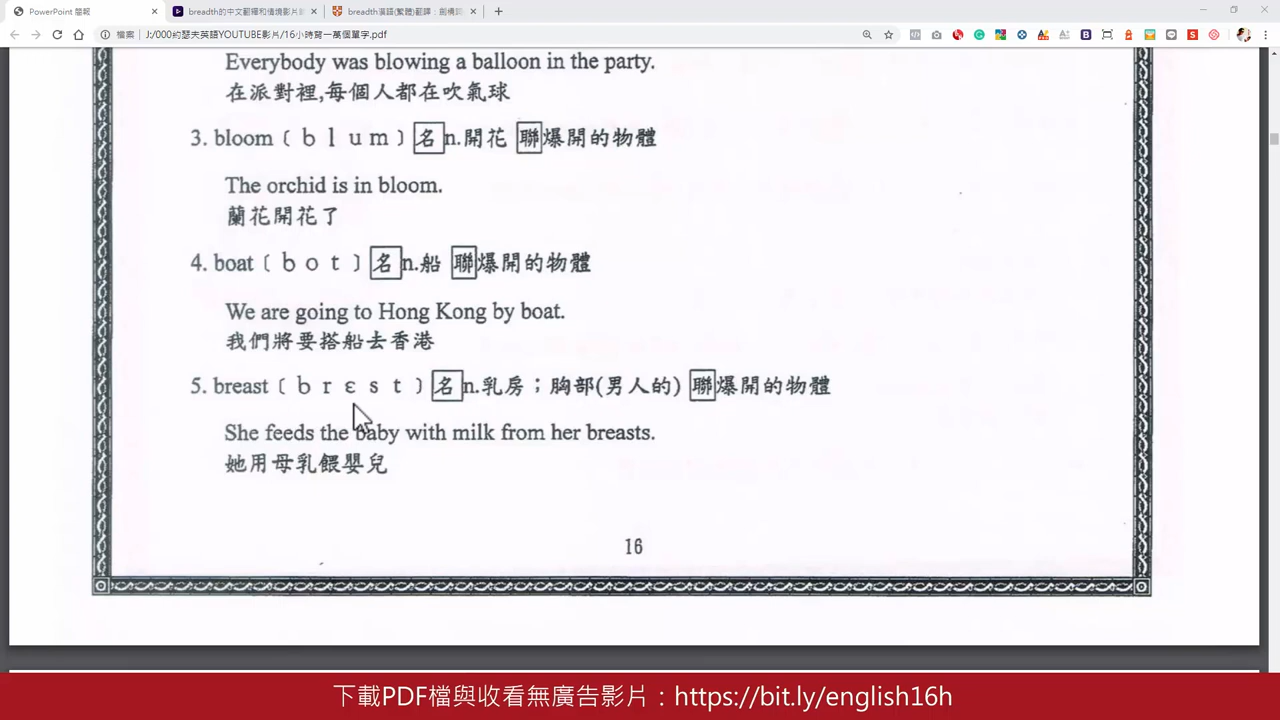 PowerPoint 簡報
breadth的中文翻譯和情境影片
breadth漢語(繁體)翻譯：劍橋
檔案 J:/000約瑟夫英語YOUTUBE影片/16小時背一萬個單字.pdf
Everybody was blowing a balloon in the party.
在派對裡,每個人都在吹氣球
3. bloom﹝blum﹞名n.開花 聯爆開的物體
The orchid is in bloom.
蘭花開花了
4. boat﹝bot﹞名n.船 聯爆開的物體
We are going to Hong Kong by boat.
我們將要搭船去香港
5. breast﹝brεst﹞名n.乳房；胸部(男人的) 聯爆開的物體
She feeds the baby with milk from her breasts.
她用母乳餵嬰兒
16
下載PDF檔與收看無廣告影片：https://bit.ly/english16h